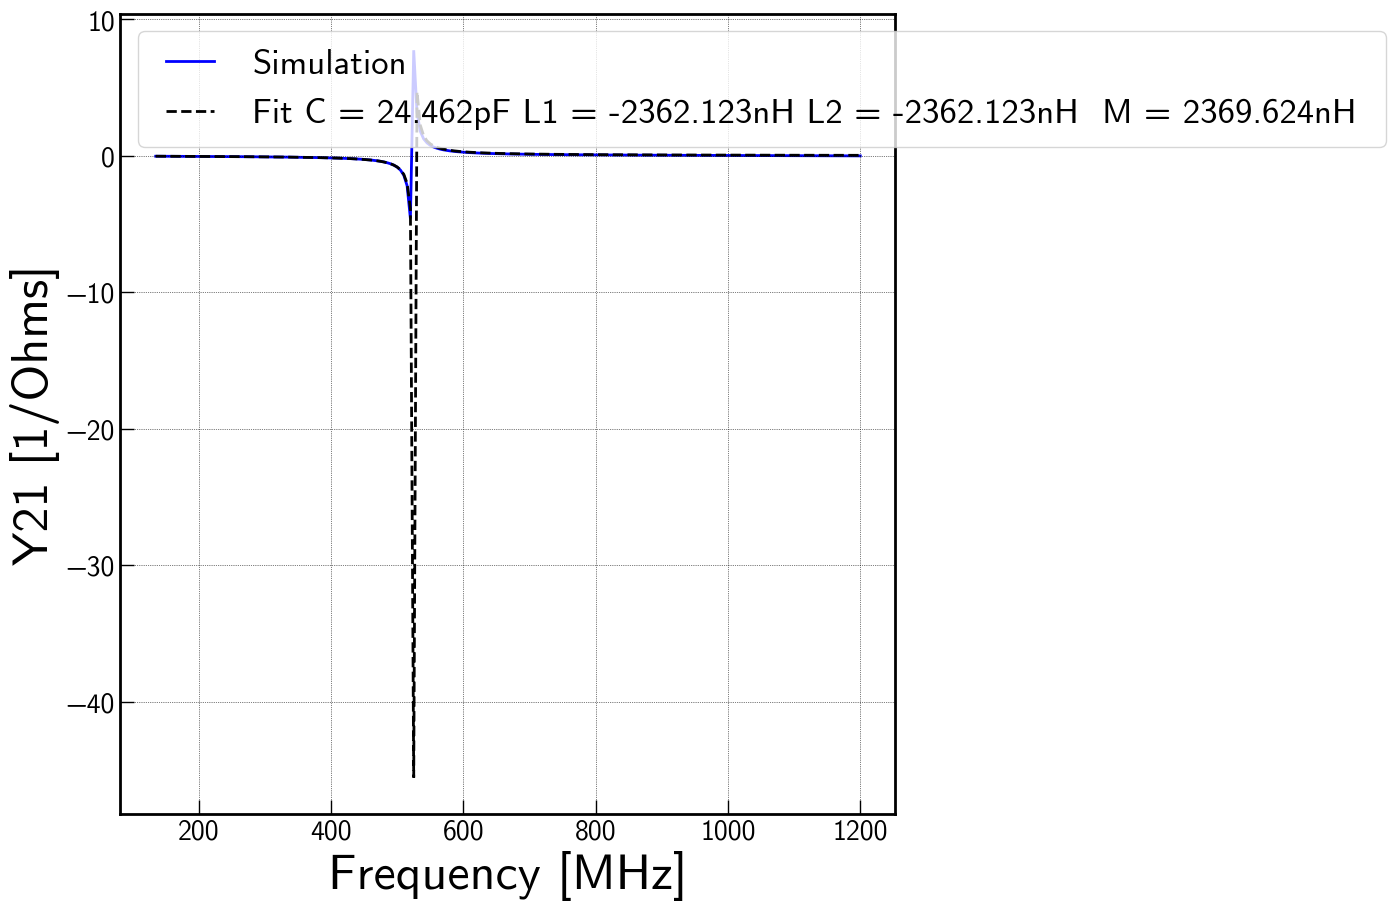 10
0
−10
−20
−30
−40
Y21 [1/Ohms]
Simulation
Fit C = 24.462pF L1 = -2362.123nH L2 = -2362.123nH  M = 2369.624nH
200 400 600 800 1000 1200
Frequency [MHz]